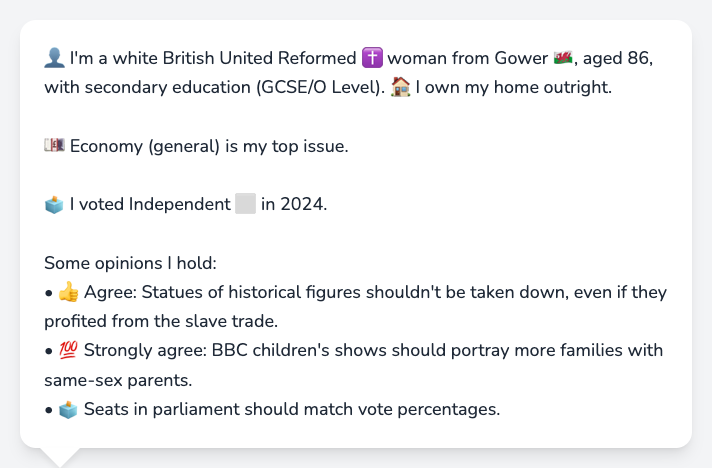 👤 I'm a white British United Reformed ✝️ woman from Gower 🏴󠁧󠁢󠁷󠁬󠁳󠁿, aged 86,
with secondary education (GCSE/O Level). 🏠 I own my home outright.
💷 Economy (general) is my top issue.
🗳️ I voted Independent ⬜ in 2024.
Some opinions I hold:
• 👍 Agree: Statues of historical figures shouldn't be taken down, even if they
profited from the slave trade.
• 💯 Strongly agree: BBC children's shows should portray more families with
same-sex parents.
• 🗳️ Seats in parliament should match vote percentages.